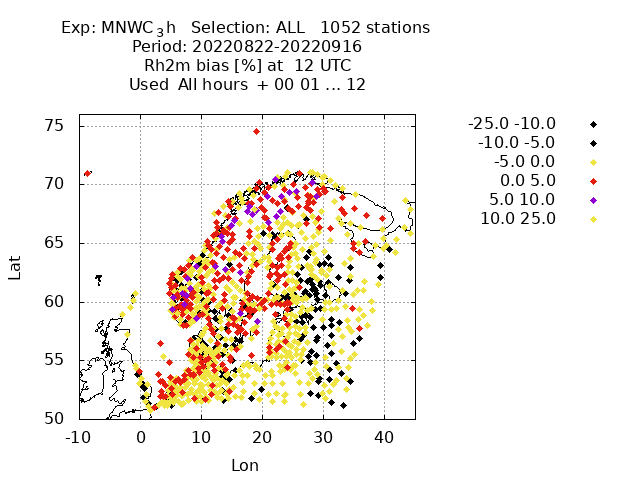 Exp: MNWC_3h   Selection: ALL   1052 stations
Period: 20220822-20220916
Rh2m bias [%] at  12 UTC
Used  All hours  + 00 01 ... 12
-25.0 -10.0
-10.0 -5.0
-5.0 0.0
0.0 5.0
5.0 10.0
10.0 25.0
75
70
65
60
55
50
Lat
-10 0 10 20 30 40
Lon